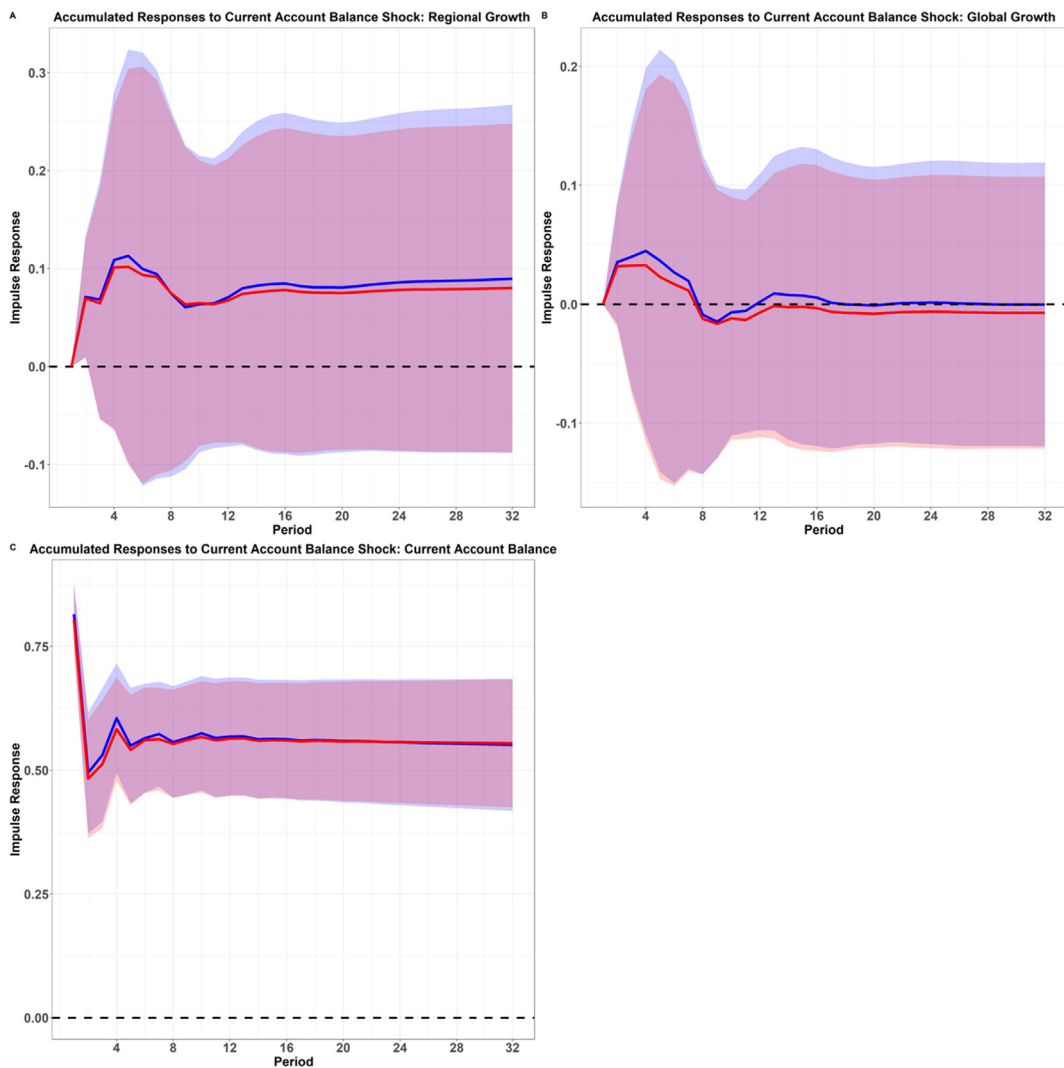 A Accumulated Responses to Current Account Balance Shock: Regional Growth
0.3
0.2
0.1
0.0
-0.1
Impulse Response
4 8 12 16 20 24 28 32
Period
B Accumulated Responses to Current Account Balance Shock: Global Growth
0.2
0.1
0.0
-0.1
Impulse Response
4 8 12 16 20 24 28 32
Period
C Accumulated Responses to Current Account Balance Shock: Current Account Balance
0.75
0.50
0.25
0.00
Impulse Response
4 8 12 16 20 24 28 32
Period